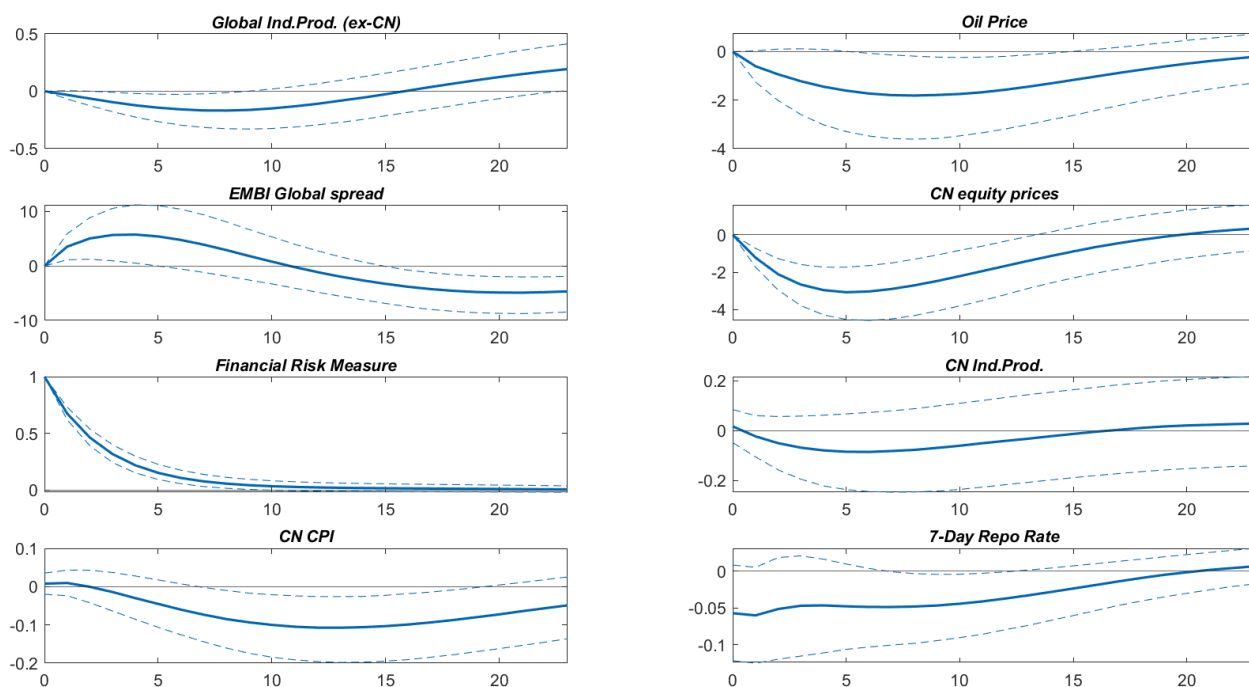 Global Ind.Prod. (ex-CN)
0.5
0
-0.5
0 5 10 15 20
Oil Price
0
-2
-4
0 5 10 15 20
EMBI Global spread
10
0
-10
0 5 10 15 20
CN equity prices
0
-2
-4
0 5 10 15 20
Financial Risk Measure
1
0.5
0
0 5 10 15 20
CN Ind.Prod.
0.2
0
-0.2
0 5 10 15 20
CN CPI
0.1
0
-0.1
-0.2
0 5 10 15 20
7-Day Repo Rate
0
-0.05
-0.1
0 5 10 15 20